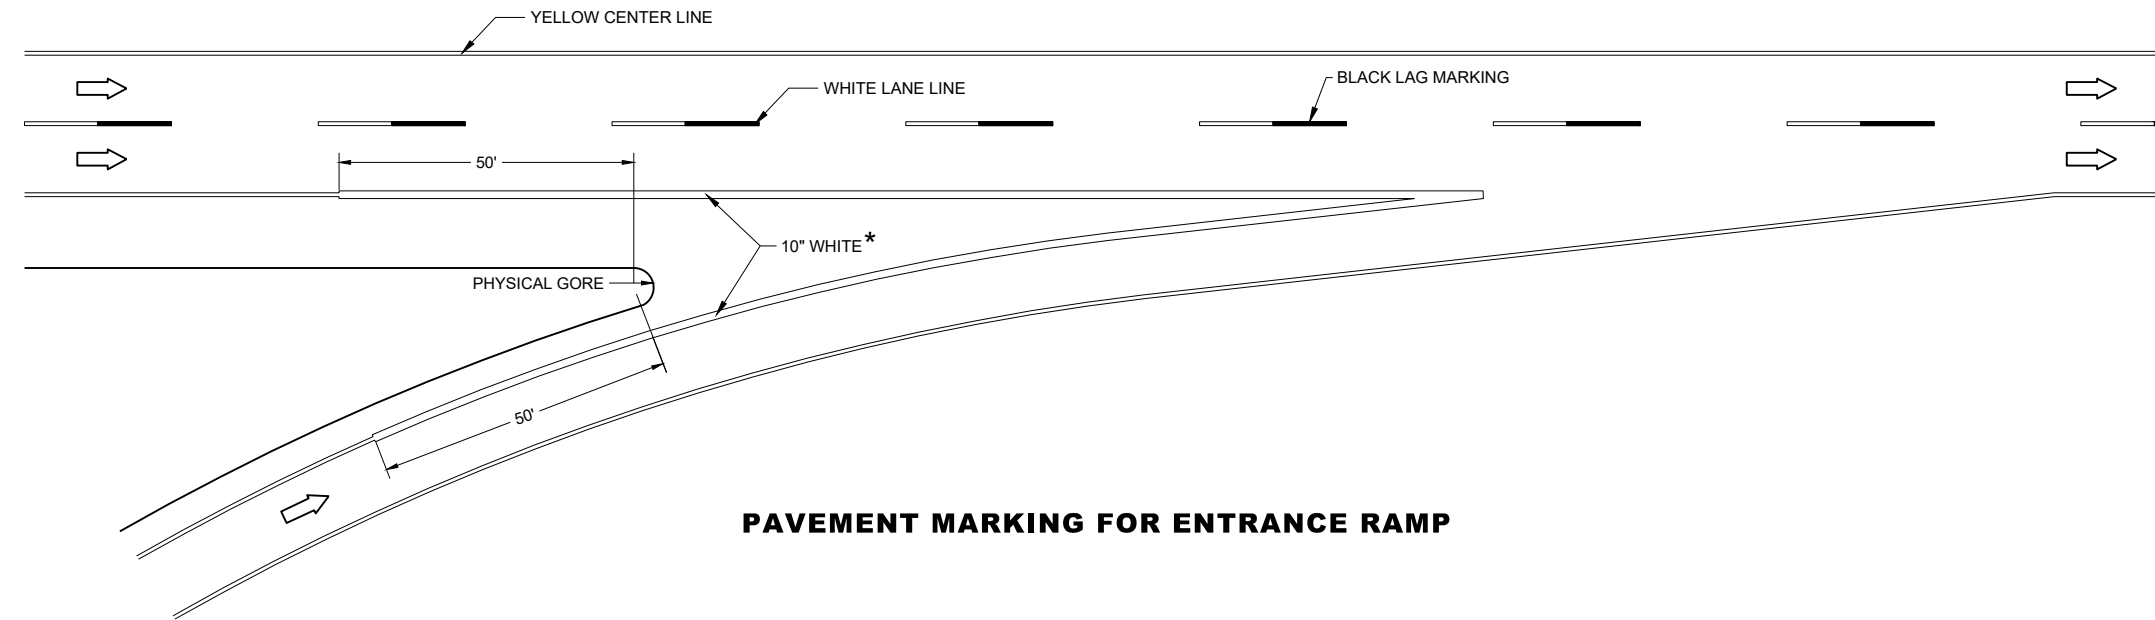 YELLOW CENTER LINE
WHITE LANE LINE
BLACK LAG MARKING
50'
10" WHITE*
PHYSICAL GORE
50'
PAVEMENT MARKING FOR ENTRANCE RAMP